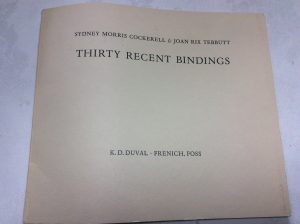 SYDNEY MORRIS COCKERELL & JOAN RIX TEBBUTT
THIRTY RECENT BINDINGS
K. D. DUVAL · FRENICH, FOSS